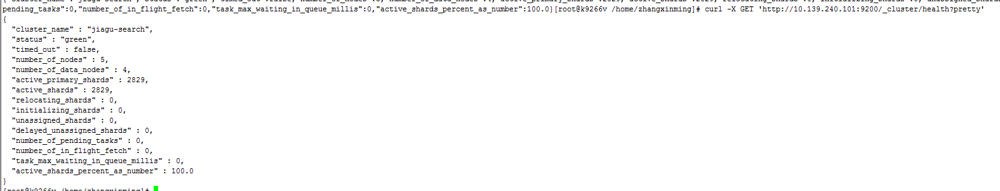 pending_tasks":0,"number_of_in_flight_fetch":0,"task_max_waiting_in_queue_millis":0,"active_shards_percent_as_number":100.0}[root@k9266v /home/zhangxinming]# curl -X GET 'http://10.139.240.101:9200/_cluster/health?pretty'
{
  "cluster_name" : "jiagu-search",
  "status" : "green",
  "timed_out" : false,
  "number_of_nodes" : 5,
  "number_of_data_nodes" : 4,
  "active_primary_shards" : 2829,
  "active_shards" : 2829,
  "relocating_shards" : 0,
  "initializing_shards" : 0,
  "unassigned_shards" : 0,
  "delayed_unassigned_shards" : 0,
  "number_of_pending_tasks" : 0,
  "number_of_in_flight_fetch" : 0,
  "task_max_waiting_in_queue_millis" : 0,
  "active_shards_percent_as_number" : 100.0
}
[root@k9266v /home/zhangxinming]#